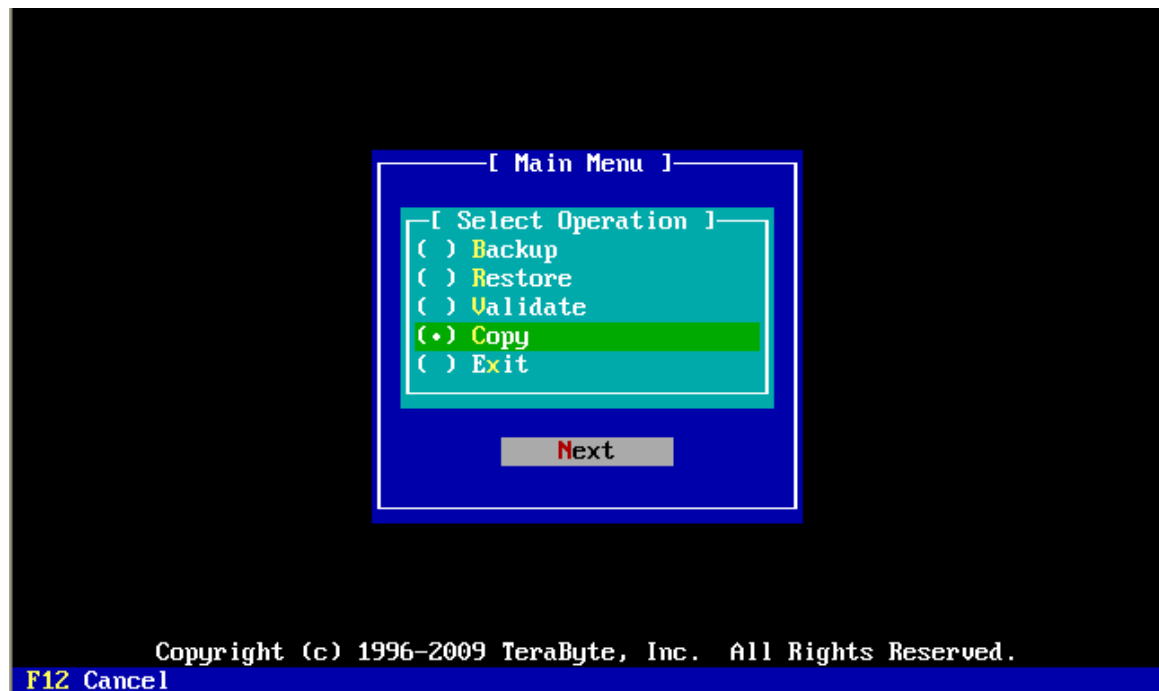 [ Main Menu ]
[ Select Operation ]
( ) Backup
( ) Restore
( ) Validate
(•) Copy
( ) Exit
Next
Copyright (c) 1996-2009 TeraByte, Inc. All Rights Reserved.
F12 Cancel